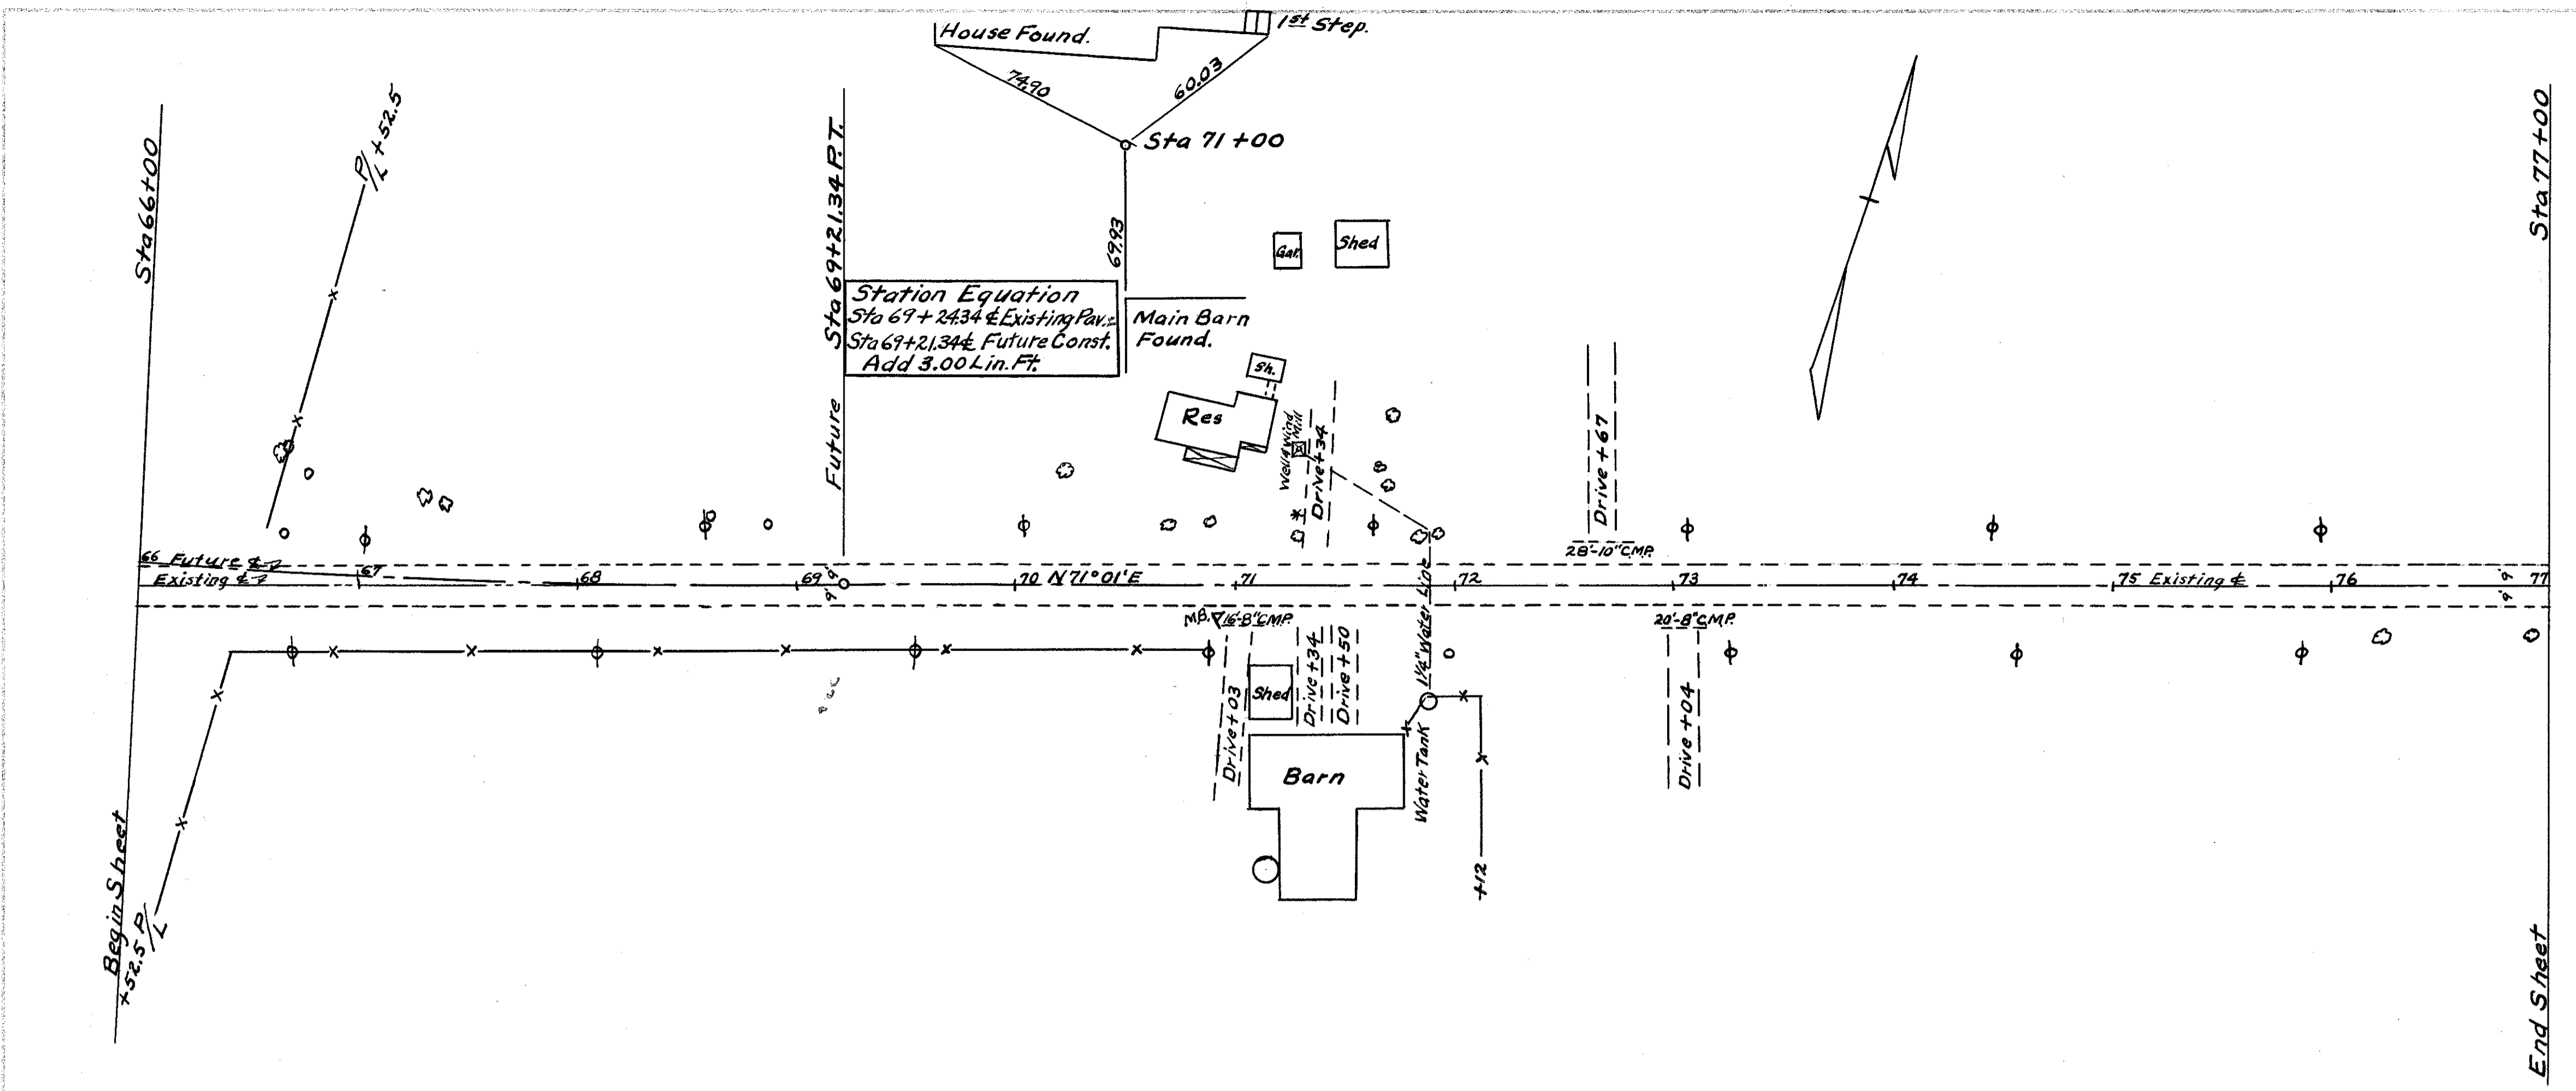 House Found.
1st Step.
74.90
60.03
Sta 71+00
69.93
Sta 66+00
P/L +52.5
Future Sta 69+21.34 P.T.
Station Equation
Sta 69+24.34 ℄ Existing Pav.=
Sta 69+21.34 ℄ Future Const.
Add 3.00 Lin. Ft.
Main Barn
Found.
Gar.
Shed
Sh.
Res
Well & Wind
Mill
Drive +34
Drive +67
28'-10" C.M.P.
Sta 77+00
66 Future ℄
Existing ℄
67
68
69
9'
9'
70 N 71° 01' E
71
72
73
74
75 Existing ℄
76
9'
9'
77
M.B.
16'-8" C.M.P.
20'-8" C.M.P.
Drive +03
Shed
Drive +34
Drive +50
1¼" Water Line
Water Tank
Barn
Drive +04
+12
Begin Sheet
+52.5 P/L
End Sheet